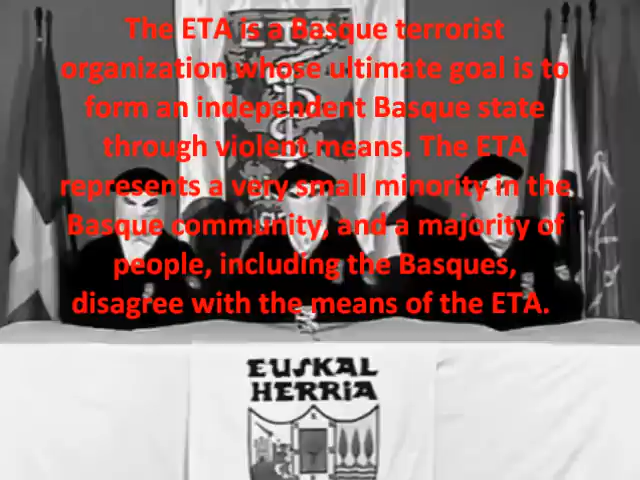 The ETA is a Basque terrorist
organization whose ultimate goal is to
form an independent Basque state
through violent means. The ETA
represents a very small minority in the
Basque community, and a majority of
people, including the Basques,
disagree with the means of the ETA.
EUSKAL
HERRIA